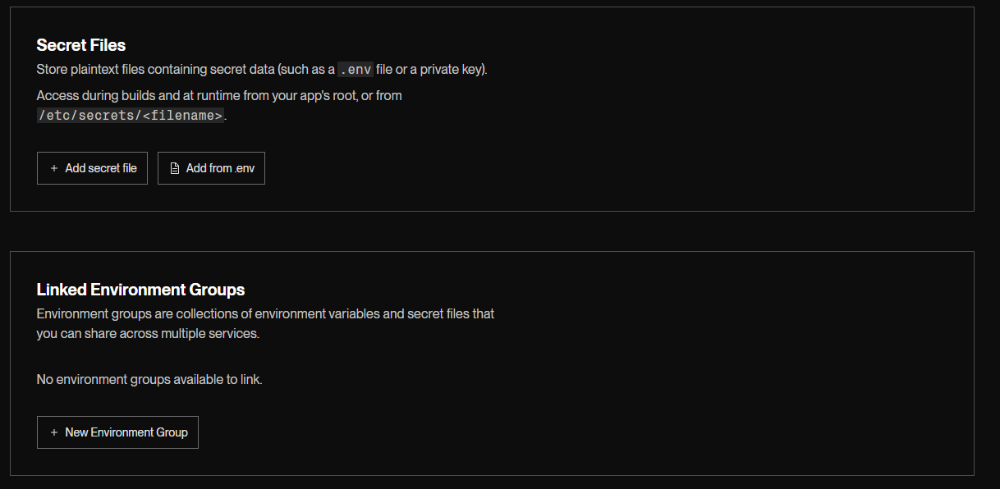 Secret Files
Store plaintext files containing secret data (such as a .env file or a private key).
Access during builds and at runtime from your app's root, or from
/etc/secrets/<filename>.
+ Add secret file
Add from .env
Linked Environment Groups
Environment groups are collections of environment variables and secret files that
you can share across multiple services.
No environment groups available to link.
+ New Environment Group